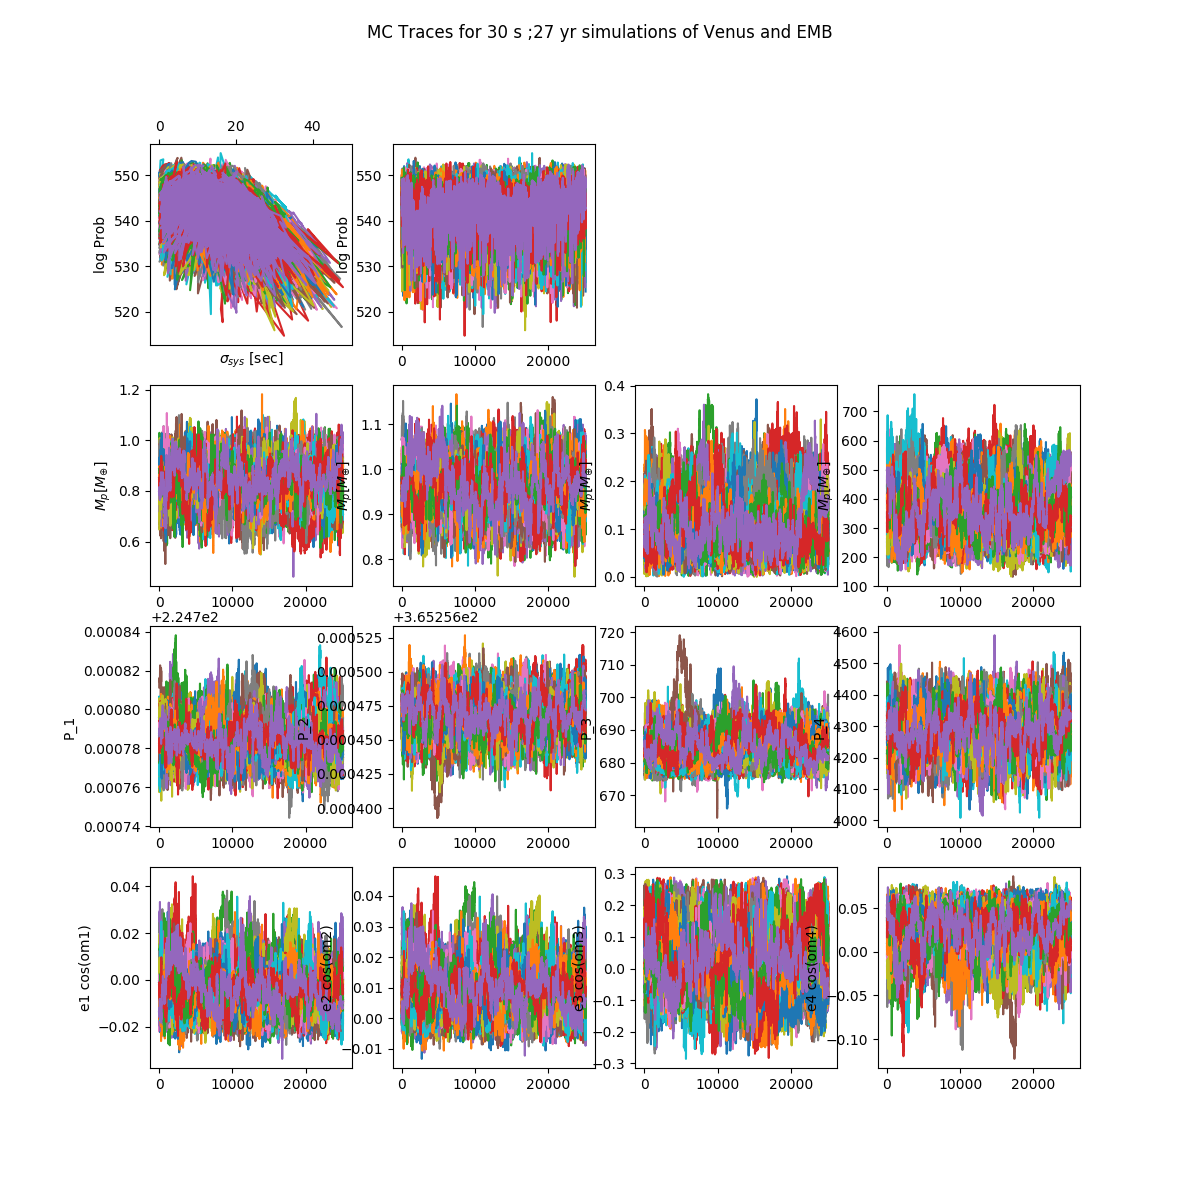 MC Traces for 30 s ;27 yr simulations of Venus and EMB
0 20 40
550 540 530 520
log Prob
σ_sys [sec]
550 540 530 520
log Prob
0 10000 20000
1.2 1.0 0.8 0.6
M_p[M_⊕]
0 10000 20000
1.1 1.0 0.9 0.8
M_p[M_⊕]
0 10000 20000
0.4 0.3 0.2 0.1 0.0
M_p[M_⊕]
0 10000 20000
700 600 500 400 300 200 100
M_p[M_⊕]
0 10000 20000
+2.247e2
0.00084 0.00082 0.00080 0.00078 0.00076 0.00074
P_1
0 10000 20000
+3.65256e2
0.000525 0.000500 0.000475 0.000450 0.000425 0.000400
P_2
0 10000 20000
720 710 700 690 680 670
P_3
0 10000 20000
4600 4500 4400 4300 4200 4100 4000
P_4
0 10000 20000
0.04 0.02 0.00 −0.02
e1 cos(om1)
0 10000 20000
0.04 0.03 0.02 0.01 0.00 −0.01
e2 cos(om2)
0 10000 20000
0.3 0.2 0.1 0.0 −0.1 −0.2 −0.3
e3 cos(om3)
0 10000 20000
0.05 0.00 −0.05 −0.10
e4 cos(om4)
0 10000 20000